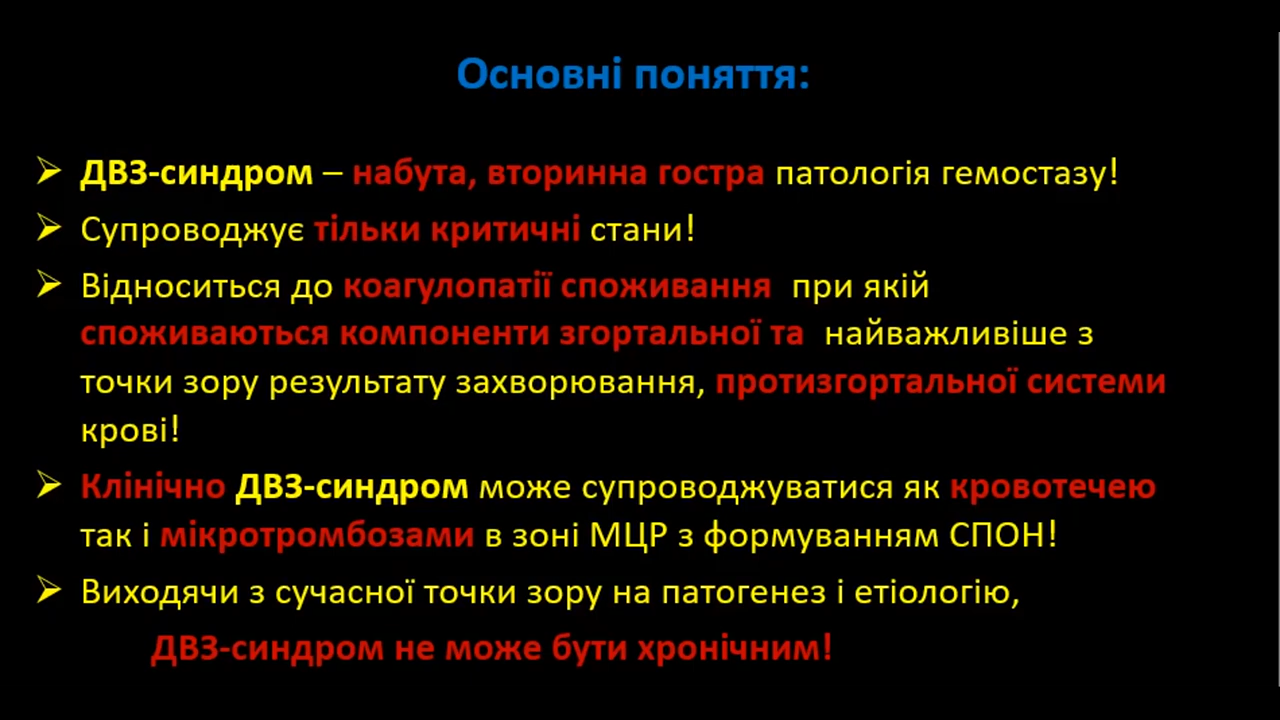 Основні поняття:
ДВЗ-синдром – набута, вторинна гостра патологія гемостазу!
Супроводжує тільки критичні стани!
Відноситься до коагулопатії споживання при якій
споживаються компоненти згортальної та найважливіше з
точки зору результату захворювання, протизгортальної системи
крові!
Клінічно ДВЗ-синдром може супроводжуватися як кровотечею
так і мікротромбозами в зоні МЦР з формуванням СПОН!
Виходячи з сучасної точки зору на патогенез і етіологію,
ДВЗ-синдром не може бути хронічним!